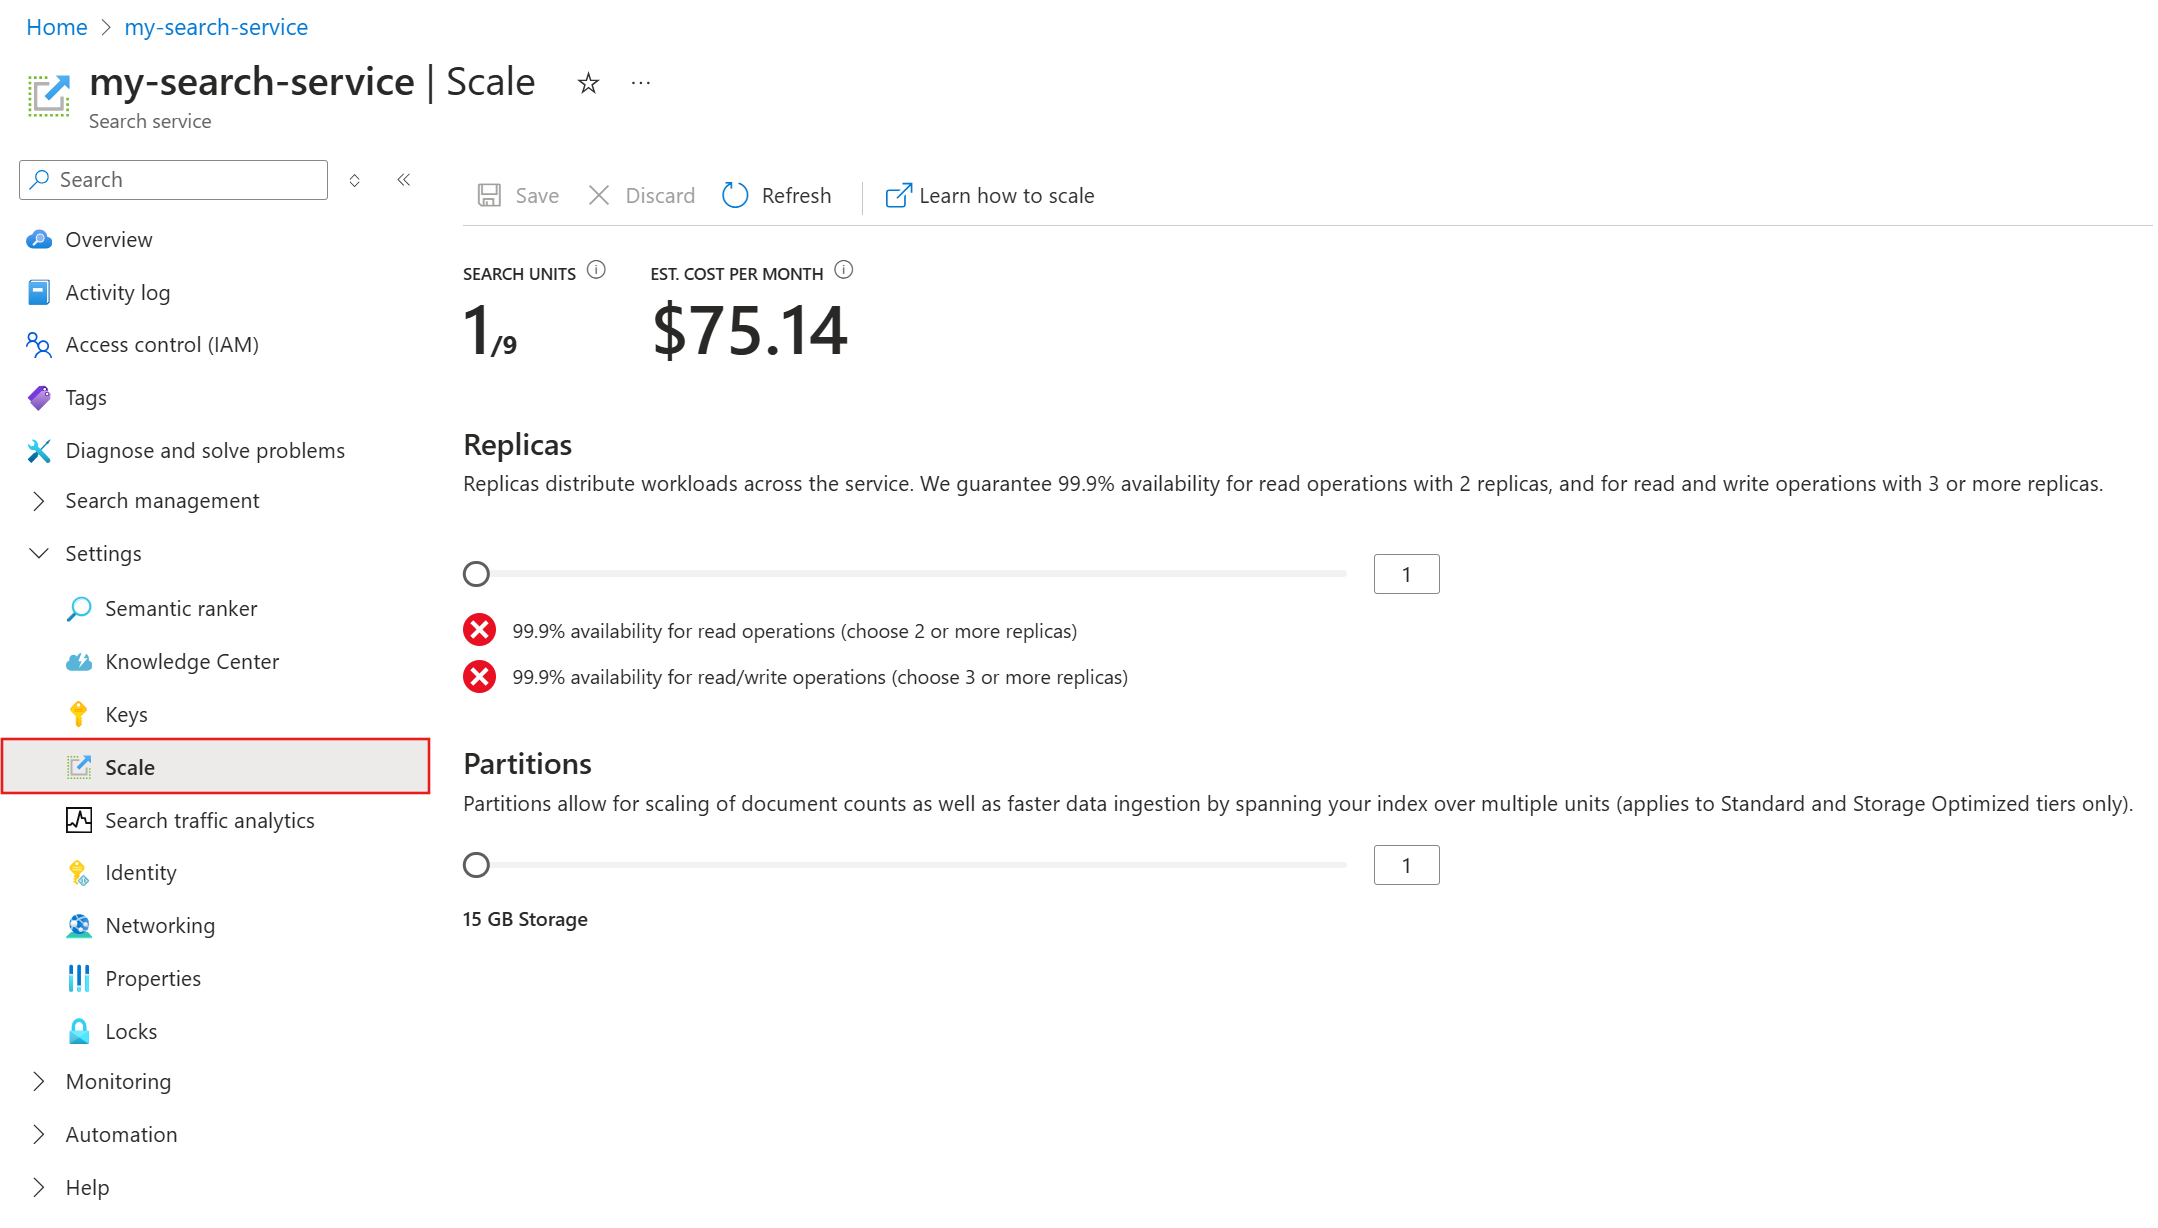 Home > my-search-service
my-search-service | Scale
Search service
Search
Overview
Activity log
Access control (IAM)
Tags
Diagnose and solve problems
Search management
Settings
Semantic ranker
Knowledge Center
Keys
Scale
Search traffic analytics
Identity
Networking
Properties
Locks
Monitoring
Automation
Help
Save Discard Refresh Learn how to scale
SEARCH UNITS EST. COST PER MONTH
1/9 $75.14
Replicas
Replicas distribute workloads across the service. We guarantee 99.9% availability for read operations with 2 replicas, and for read and write operations with 3 or more replicas.
1
99.9% availability for read operations (choose 2 or more replicas)
99.9% availability for read/write operations (choose 3 or more replicas)
Partitions
Partitions allow for scaling of document counts as well as faster data ingestion by spanning your index over multiple units (applies to Standard and Storage Optimized tiers only).
1
15 GB Storage